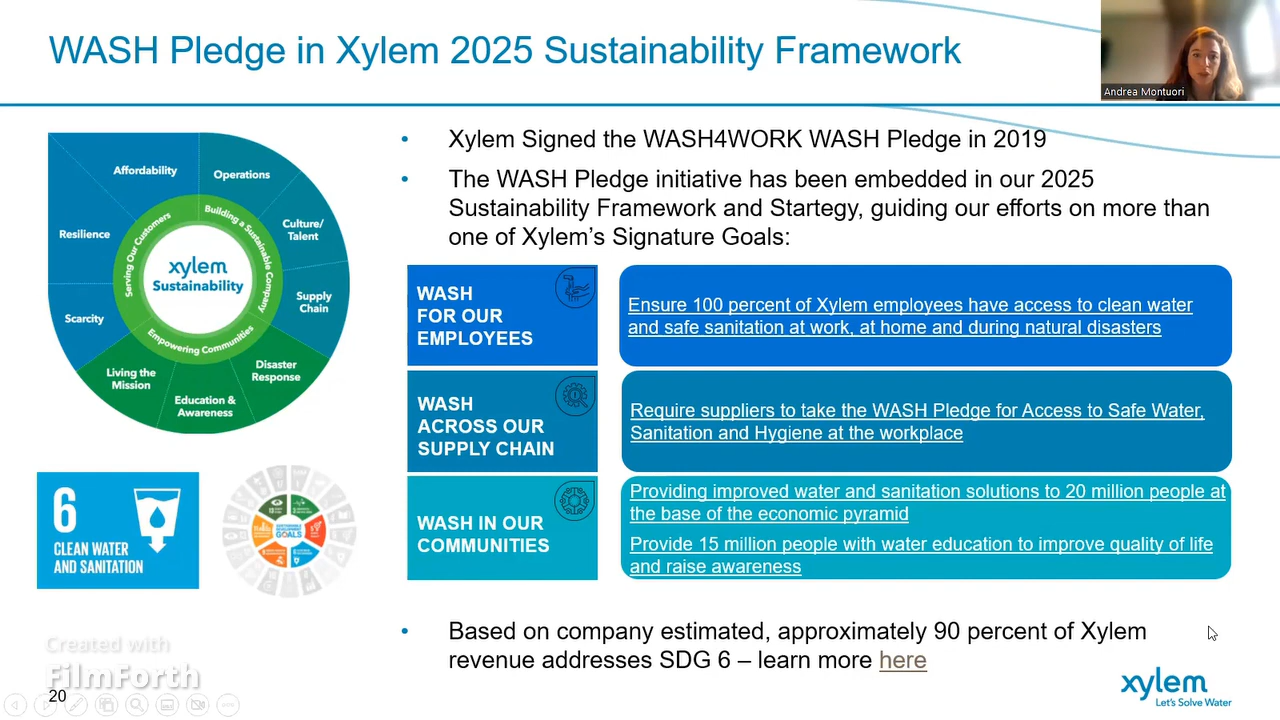 WASH Pledge in Xylem 2025 Sustainability Framework
Andrea Montuori
Affordability
Operations
Resilience
Culture/
Talent
Scarcity
Supply
Chain
Living the
Mission
Education &
Awareness
Disaster
Response
Serving Our Customers
Building a Sustainable Company
Empowering Communities
xylem
Sustainability
6
CLEAN WATER
AND SANITATION
GOALS
• Xylem Signed the WASH4WORK WASH Pledge in 2019
• The WASH Pledge initiative has been embedded in our 2025
Sustainability Framework and Startegy, guiding our efforts on more than
one of Xylem’s Signature Goals:
WASH
FOR OUR
EMPLOYEES
Ensure 100 percent of Xylem employees have access to clean water
and safe sanitation at work, at home and during natural disasters
WASH
ACROSS OUR
SUPPLY CHAIN
Require suppliers to take the WASH Pledge for Access to Safe Water,
Sanitation and Hygiene at the workplace
WASH IN OUR
COMMUNITIES
Providing improved water and sanitation solutions to 20 million people at
the base of the economic pyramid
Provide 15 million people with water education to improve quality of life
and raise awareness
• Based on company estimated, approximately 90 percent of Xylem
revenue addresses SDG 6 – learn more here
Created with
FilmForth
20
xylem
Let's Solve Water